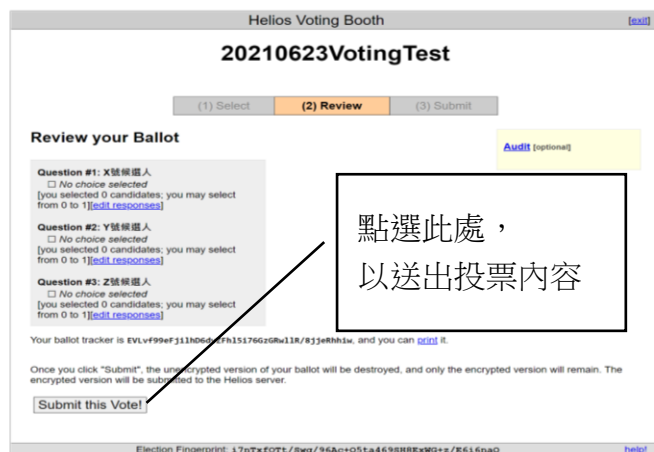 Helios Voting Booth [exit]
20210623VotingTest
(1) Select (2) Review (3) Submit
Review your Ballot
Audit [optional]
Question #1: X號候選人
□ No choice selected
[you selected 0 candidates; you may select
from 0 to 1][edit responses]
Question #2: Y號候選人
□ No choice selected
[you selected 0 candidates; you may select
from 0 to 1][edit responses]
Question #3: Z號候選人
□ No choice selected
[you selected 0 candidates; you may select
from 0 to 1][edit responses]
點選此處，
以送出投票內容
Your ballot tracker is and you can print it.
Once you click "Submit", the unencrypted version of your ballot will be destroyed, and only the encrypted version will remain. The
encrypted version will be submitted to the Helios server.
Submit this Vote!
Election Fingerprint: help!